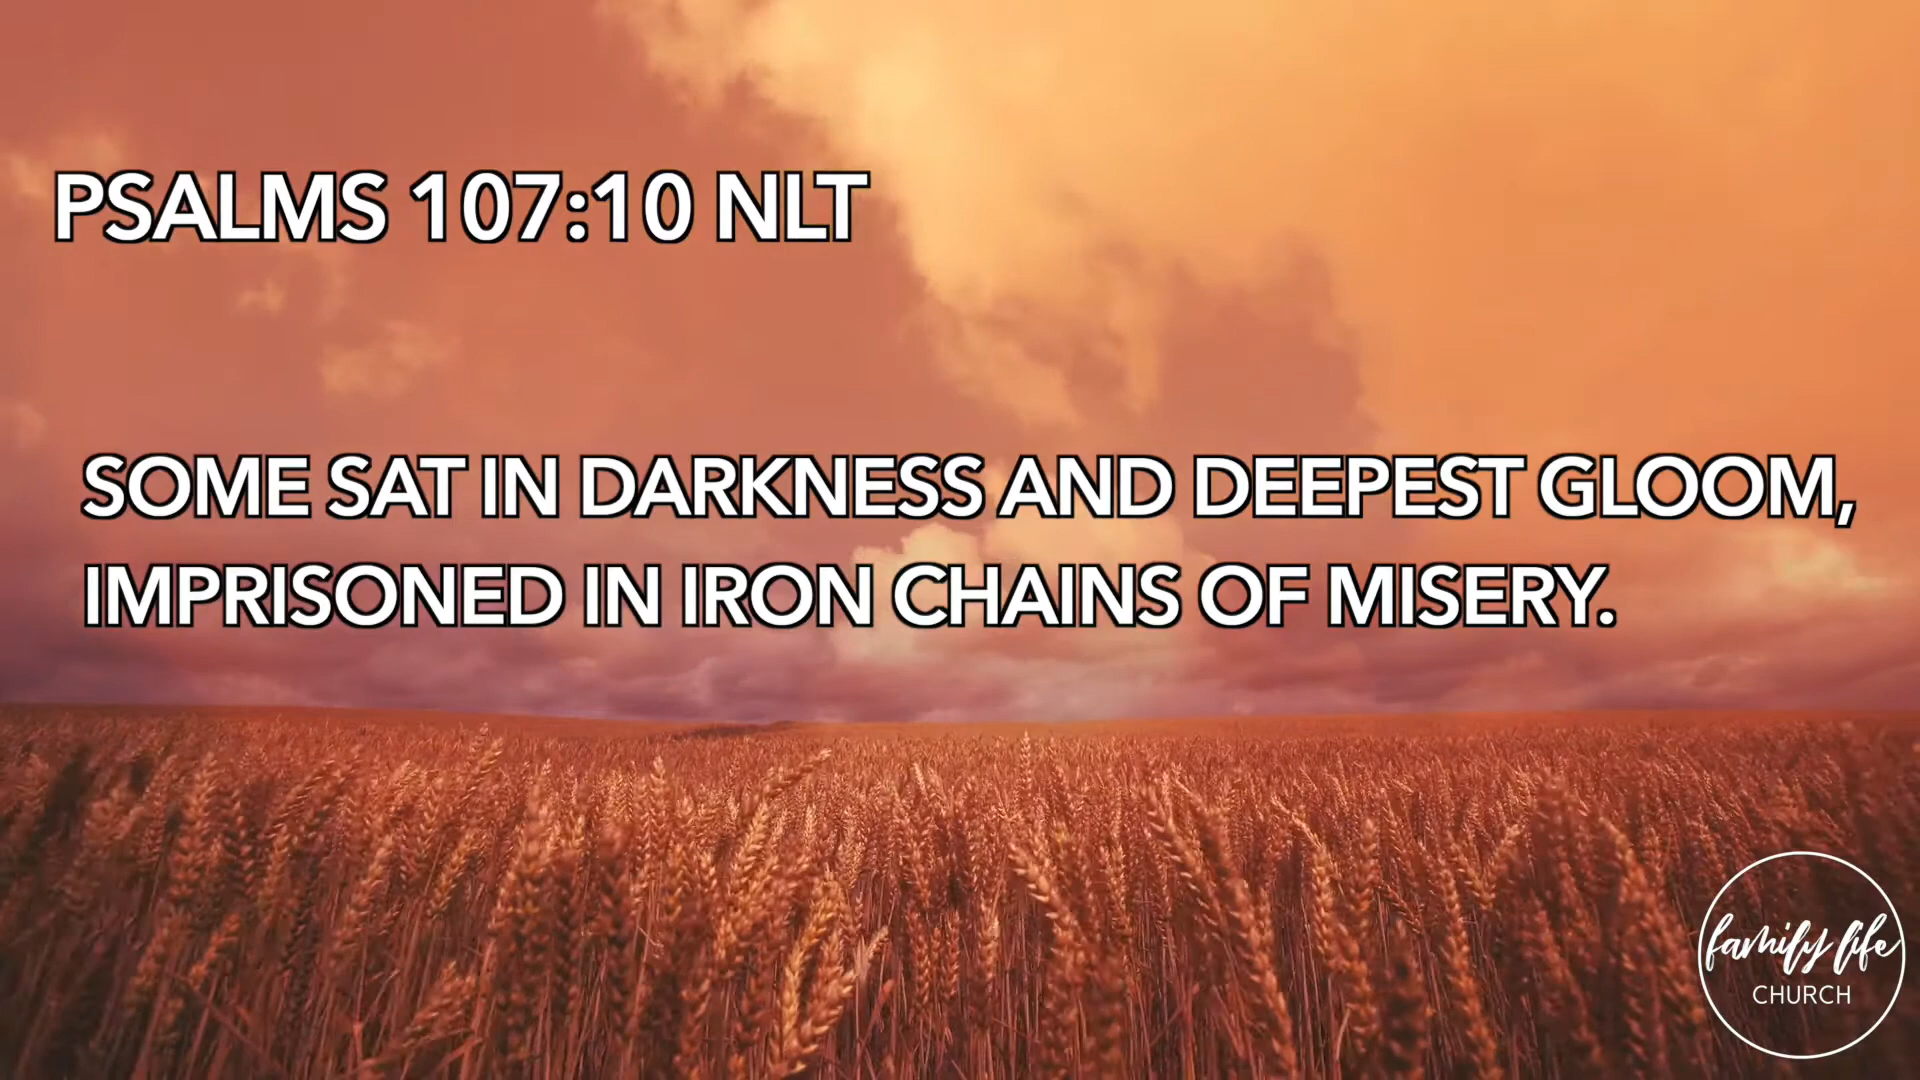 PSALMS 107:10 NLT
SOME SAT IN DARKNESS AND DEEPEST GLOOM,
IMPRISONED IN IRON CHAINS OF MISERY.
family life
CHURCH